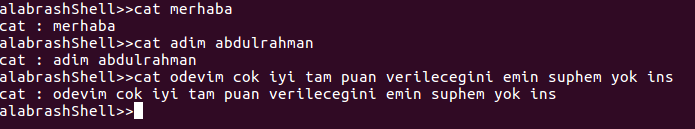 alabrashShell>>cat merhaba
cat : merhaba
alabrashShell>>cat adim abdulrahman
cat : adim abdulrahman
alabrashShell>>cat odevim cok iyi tam puan verilecegini emin suphem yok ins
cat : odevim cok iyi tam puan verilecegini emin suphem yok ins
alabrashShell>>